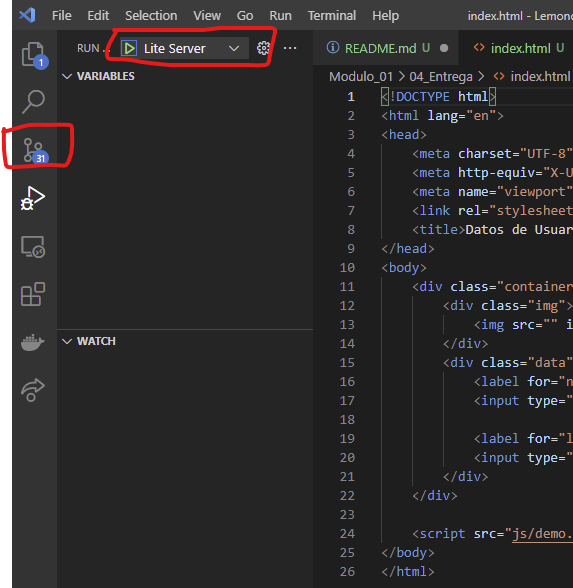 File Edit Selection View Go Run Terminal Help index.html - Lemon
RUN ... Lite Server ...
README.md U index.html U
VARIABLES
Modulo_01 > 04_Entrega > index.html
1
31
WATCH
1 <!DOCTYPE html>
2 <html lang="en">
3 <head>
4 <meta charset="UTF-8"
5 <meta http-equiv="X-U
6 <meta name="viewport"
7 <link rel="stylesheet
8 <title>Datos de Usuar
9 </head>
10 <body>
11 <div class="container
12 <div class="img">
13 <img src="" i
14 </div>
15 <div class="data"
16 <label for="n
17 <input type="
18
19 <label for="l
20 <input type="
21 </div>
22 </div>
23
24 <script src="js/demo.
25 </body>
26 </html>